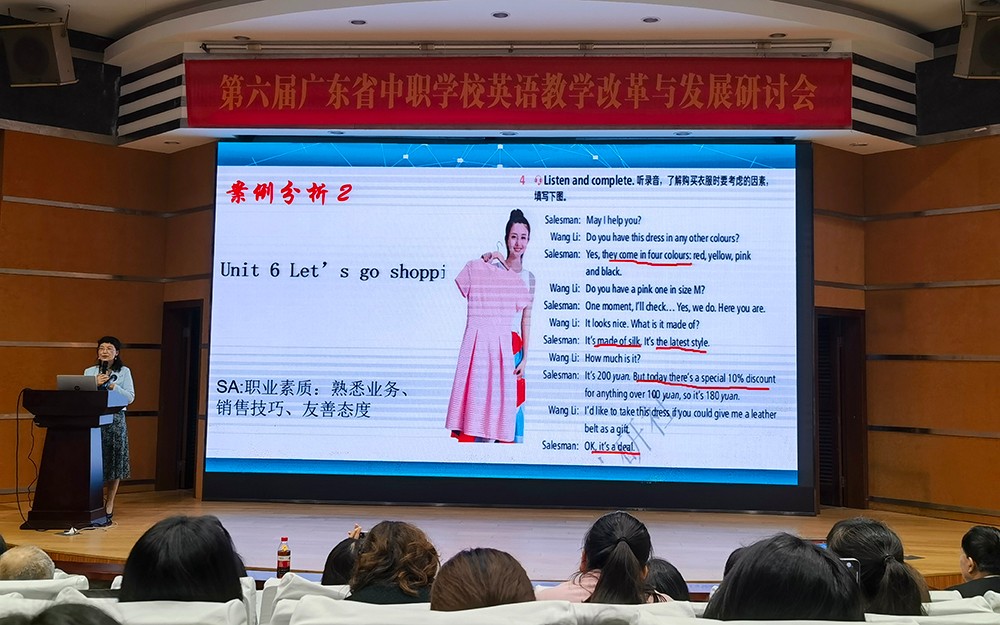 第六届广东省中职学校英语教学改革与发展研讨会
案例分析 2
Unit 6 Let's go shoppi
SA:职业素质：熟悉业务、
销售技巧、友善态度
4 Listen and complete. 听录音，了解购买衣服时要考虑的因素，
填写下图。
Salesman: May I help you?
Wang Li: Do you have this dress in any other colours?
Salesman: Yes, they come in four colours: red, yellow, pink
and black.
Wang Li: Do you have a pink one in size M?
Salesman: One moment, I'll check... Yes, we do. Here you are.
Wang Li: It looks nice. What is it made of?
Salesman: It's made of silk. It's the latest style.
Wang Li: How much is it?
Salesman: It's 200 yuan. But today there's a special 10% discount
for anything over 100 yuan, so it's 180 yuan.
Wang Li: I'd like to take this dress if you could give me a leather
belt as a gift.
Salesman: OK, it's a deal.